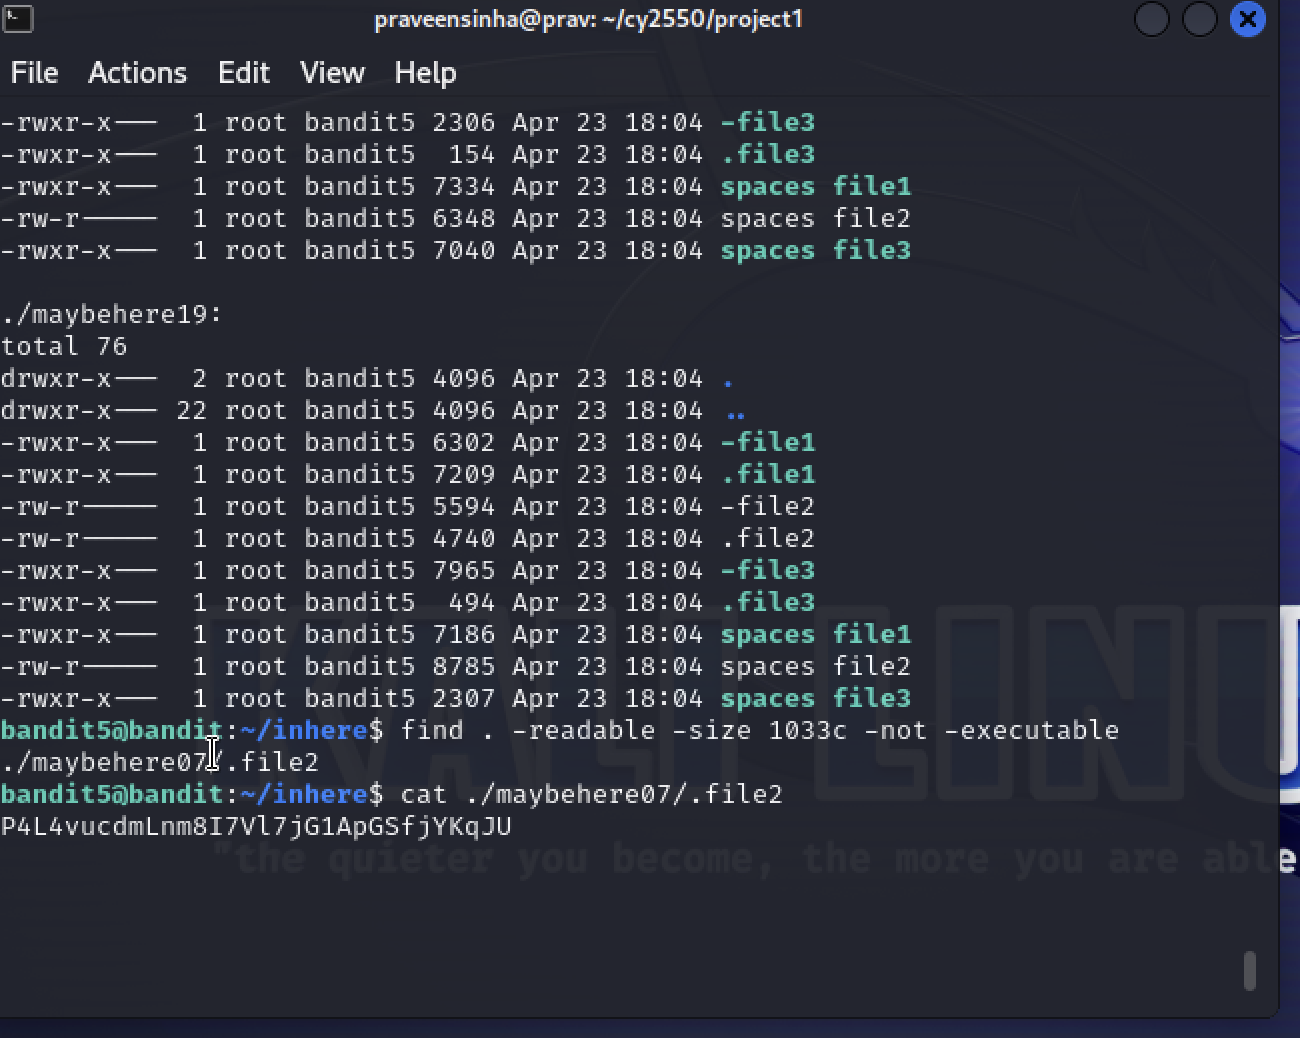 praveensinha@prav: ~/cy2550/project1
File Actions Edit View Help
-rwxr-x--- 1 root bandit5 2306 Apr 23 18:04 -file3
-rwxr-x--- 1 root bandit5 154 Apr 23 18:04 .file3
-rwxr-x--- 1 root bandit5 7334 Apr 23 18:04 spaces file1
-rw-r----- 1 root bandit5 6348 Apr 23 18:04 spaces file2
-rwxr-x--- 1 root bandit5 7040 Apr 23 18:04 spaces file3
./maybehere19:
total 76
drwxr-x--- 2 root bandit5 4096 Apr 23 18:04 .
drwxr-x--- 22 root bandit5 4096 Apr 23 18:04 ..
-rwxr-x--- 1 root bandit5 6302 Apr 23 18:04 -file1
-rwxr-x--- 1 root bandit5 7209 Apr 23 18:04 .file1
-rw-r----- 1 root bandit5 5594 Apr 23 18:04 -file2
-rw-r----- 1 root bandit5 4740 Apr 23 18:04 .file2
-rwxr-x--- 1 root bandit5 7965 Apr 23 18:04 -file3
-rwxr-x--- 1 root bandit5 494 Apr 23 18:04 .file3
-rwxr-x--- 1 root bandit5 7186 Apr 23 18:04 spaces file1
-rw-r----- 1 root bandit5 8785 Apr 23 18:04 spaces file2
-rwxr-x--- 1 root bandit5 2307 Apr 23 18:04 spaces file3
bandit5@bandit:~/inhere$ find . -readable -size 1033c -not -executable
./maybehere07/.file2
bandit5@bandit:~/inhere$ cat ./maybehere07/.file2
P4L4vucdmLnm8I7Vl7jG1ApGSfjYKqJU
KALI LINU
"the quieter you become, the more you are able